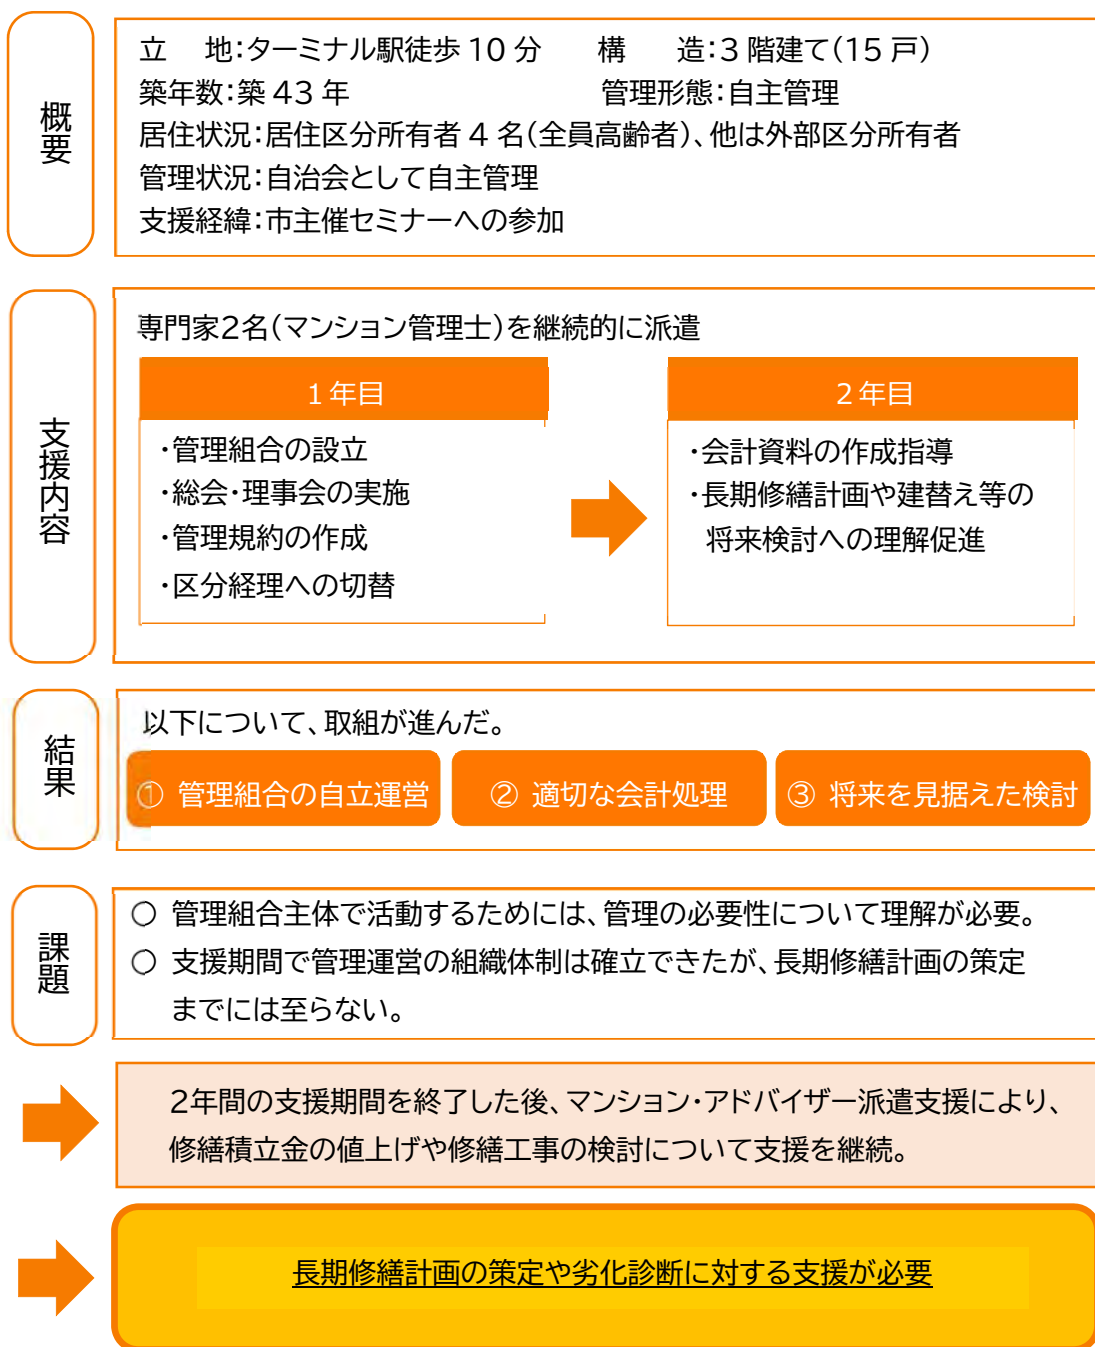 概要
立　地：ターミナル駅徒歩 10 分　構　造：3 階建て（15 戸）
築年数：築 43 年　管理形態：自主管理
居住状況：居住区分所有者 4 名（全員高齢者）、他は外部区分所有者
管理状況：自治会として自主管理
支援経緯：市主催セミナーへの参加
支援内容
専門家2名（マンション管理士）を継続的に派遣
1 年目
・管理組合の設立
・総会・理事会の実施
・管理規約の作成
・区分経理への切替
2 年目
・会計資料の作成指導
・長期修繕計画や建替え等の
将来検討への理解促進
結果
以下について、取組が進んだ。
① 管理組合の自立運営
② 適切な会計処理
③ 将来を見据えた検討
課題
○ 管理組合主体で活動するためには、管理の必要性について理解が必要。
○ 支援期間で管理運営の組織体制は確立できたが、長期修繕計画の策定
までには至らない。
2年間の支援期間を終了した後、マンション・アドバイザー派遣支援により、
修繕積立金の値上げや修繕工事の検討について支援を継続。
長期修繕計画の策定や劣化診断に対する支援が必要